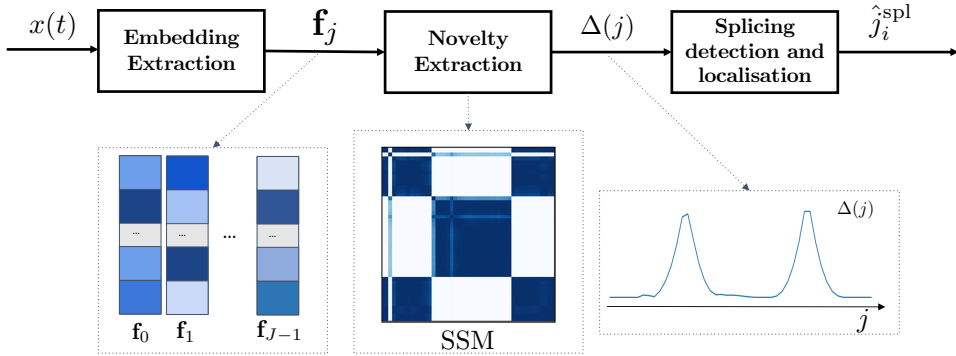 x(t)
Embedding
Extraction
f_j
Novelty
Extraction
Δ(j)
Splicing
detection and
localisation
ĵ_i^spl
... ... ... ...
f_0 f_1 f_{J−1}
SSM
Δ(j)
j